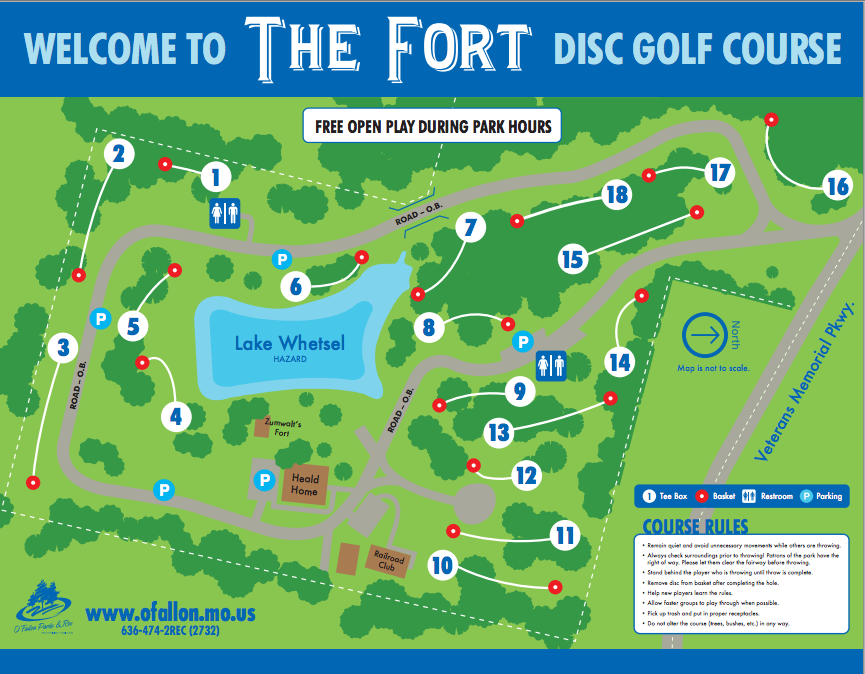 WELCOME TO THE FORT DISC GOLF COURSE
FREE OPEN PLAY DURING PARK HOURS
2
1
16
17
18
ROAD – O.B.
7
15
P
6
P
5
3
Lake Whetsel
HAZARD
8
P
14
North
Map is not to scale.
Veterans Memorial Pkwy.
ROAD – O.B.
4
ROAD – O.B.
9
13
Zumwalt's
Fort
12
P
P
Heald
Home
11
10
Railroad
Club
1 Tee Box
Basket
Restroom
P Parking
COURSE RULES
• Remain quiet and avoid unnecessary movements while others are throwing.
• Always check surroundings prior to throwing! Patrons of the park have the
right of way. Please let them clear the fairway before throwing.
• Stand behind the player who is throwing until throw is complete.
• Remove disc from basket after completing the hole.
• Help new players learn the rules.
• Allow faster groups to play through when possible.
• Pick up trash and put in proper receptacles.
• Do not alter the course (trees, bushes, etc.) in any way.
O'Fallon Parks & Rec
www.ofallon.mo.us
636-474-2REC (2732)